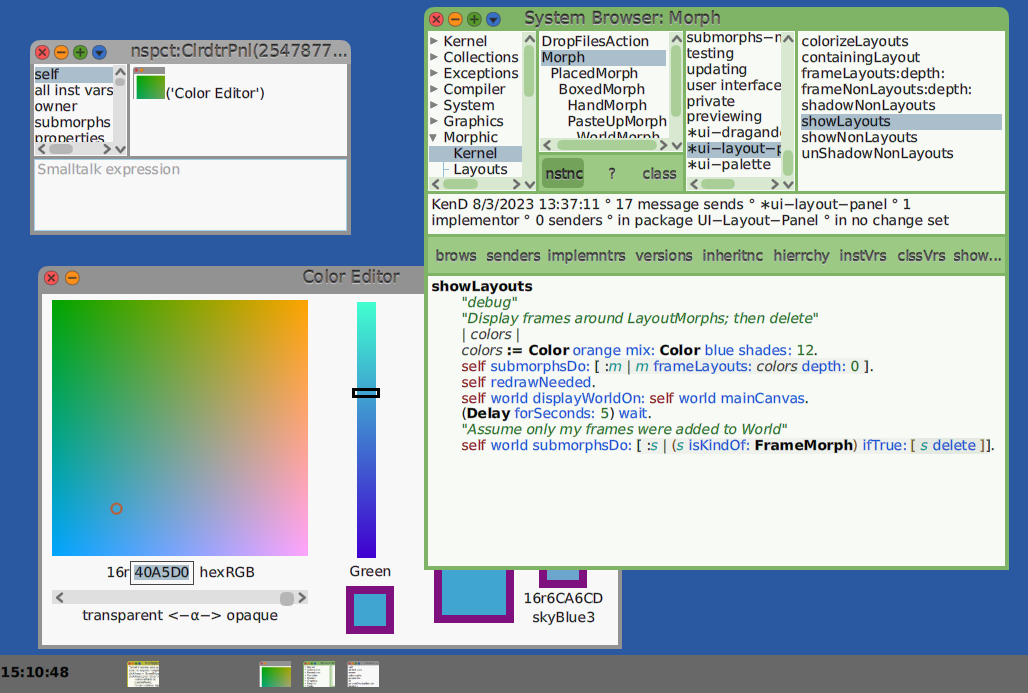 nspct:ClrdtrPnl(2547877...
self
all inst vars
owner
submorphs
properties
('Color Editor')
Smalltalk expression
System Browser: Morph
Kernel
Collections
Exceptions
Compiler
System
Graphics
Morphic
Kernel
Layouts
DropFilesAction
Morph
PlacedMorph
BoxedMorph
HandMorph
PasteUpMorph
WorldMorph
nstnc ? class
testing
updating
user interface
private
previewing
*ui-dragand
*ui-layout-p
*ui-palette
colorizeLayouts
containingLayout
frameLayouts:depth:
frameNonLayouts:depth:
shadowNonLayouts
showLayouts
showNonLayouts
unShadowNonLayouts
KenD 8/3/2023 13:37:11 ° 17 message sends ° *ui-layout-panel ° 1
implementor ° 0 senders ° in package UI-Layout-Panel ° in no change set
brows senders implemntrs versions inheritnc hierrchy instVrs clssVrs show...
showLayouts
"debug"
"Display frames around LayoutMorphs; then delete"
| colors |
colors := Color orange mix: Color blue shades: 12.
self submorphsDo: [ :m | m frameLayouts: colors depth: 0 ].
self redrawNeeded.
self world displayWorldOn: self world mainCanvas.
(Delay forSeconds: 5) wait.
"Assume only my frames were added to World"
self world submorphsDo: [ :s | (s isKindOf: FrameMorph) ifTrue: [ s delete ]].
Color Editor
16r 40A5D0 hexRGB
transparent <-α-> opaque
Green
16r6CA6CD
skyBlue3
15:10:48